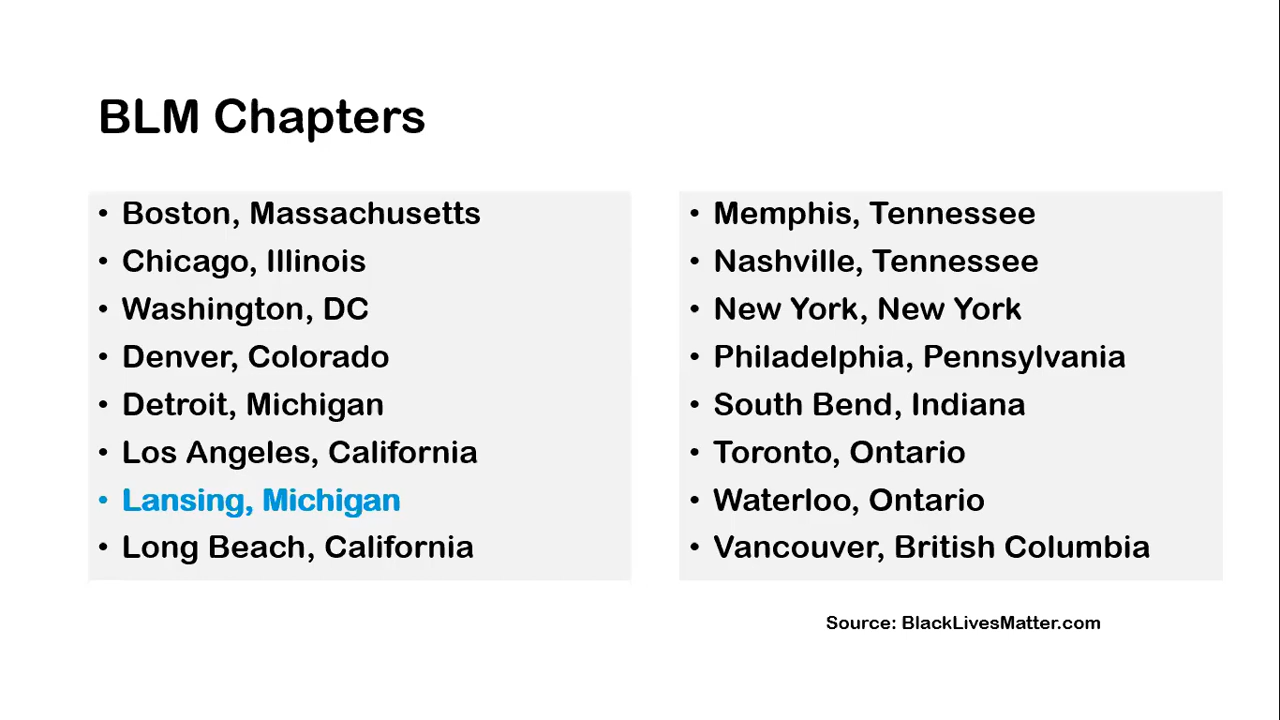 BLM Chapters
• Boston, Massachusetts
• Chicago, Illinois
• Washington, DC
• Denver, Colorado
• Detroit, Michigan
• Los Angeles, California
• Lansing, Michigan
• Long Beach, California
• Memphis, Tennessee
• Nashville, Tennessee
• New York, New York
• Philadelphia, Pennsylvania
• South Bend, Indiana
• Toronto, Ontario
• Waterloo, Ontario
• Vancouver, British Columbia
Source: BlackLivesMatter.com